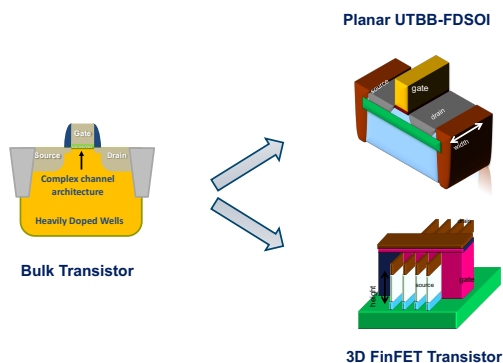 Planar UTBB-FDSOI
source
gate
drain
width
Gate
Source
Drain
Complex channel
architecture
Heavily Doped Wells
Bulk Transistor
drain
gate
source
height
3D FinFET Transistor